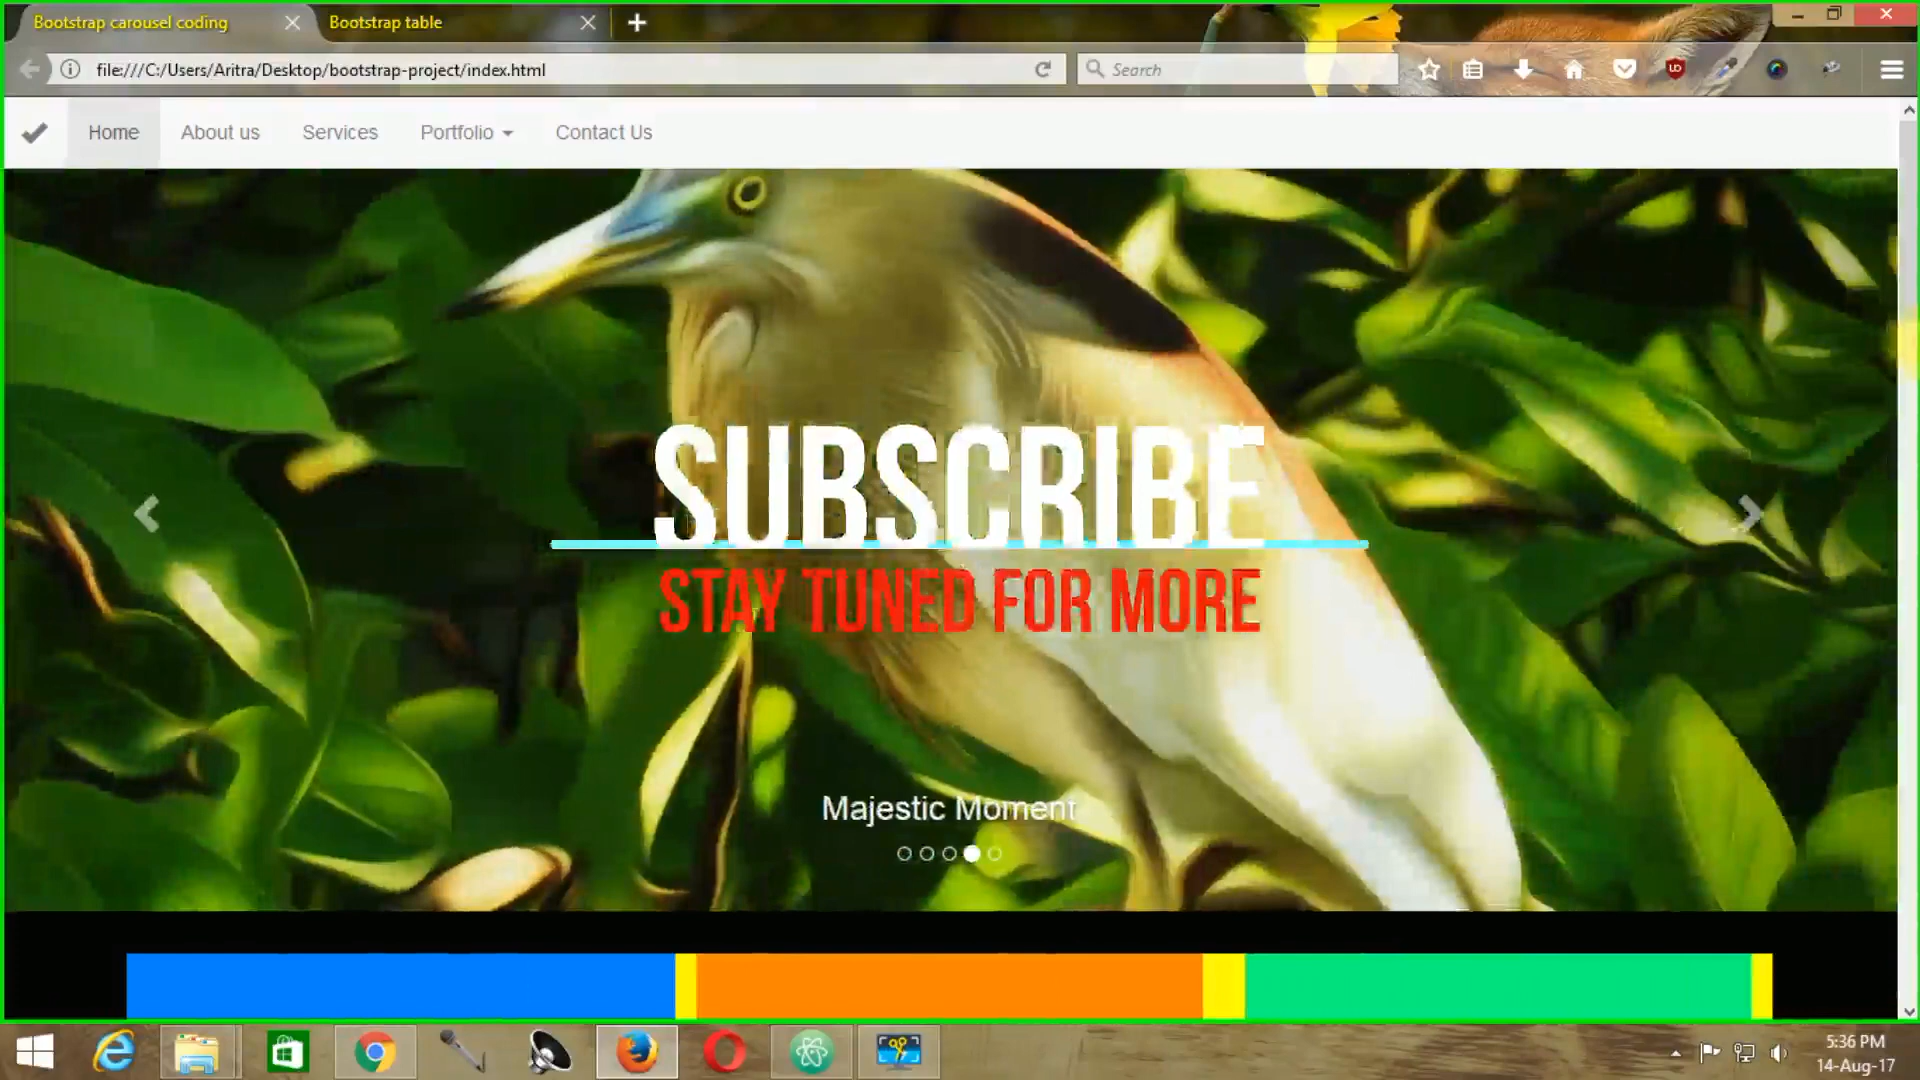 Bootstrap carousel coding
Bootstrap table
file:///C:/Users/Aritra/Desktop/bootstrap-project/index.html
Search
Home
About us
Services
Portfolio
Contact Us
SUBSCRIBE
STAY TUNED FOR MORE
Majestic Moment
5:36 PM
14-Aug-17